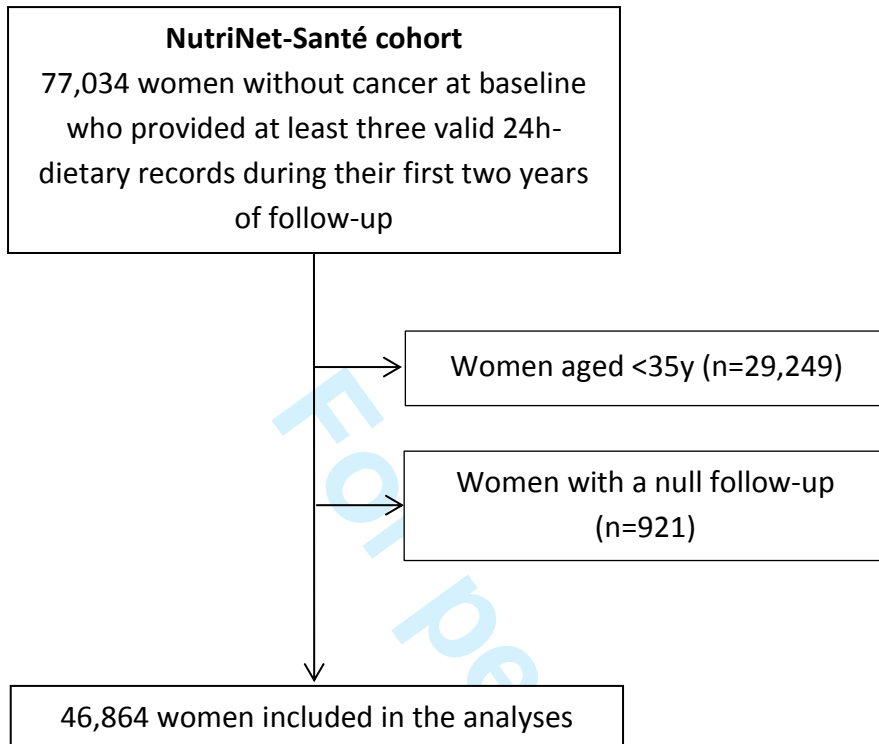 NutriNet-Santé cohort
77,034 women without cancer at baseline
who provided at least three valid 24h-
dietary records during their first two years
of follow-up
Women aged <35y (n=29,249)
Women with a null follow-up
(n=921)
For pe
46,864 women included in the analyses